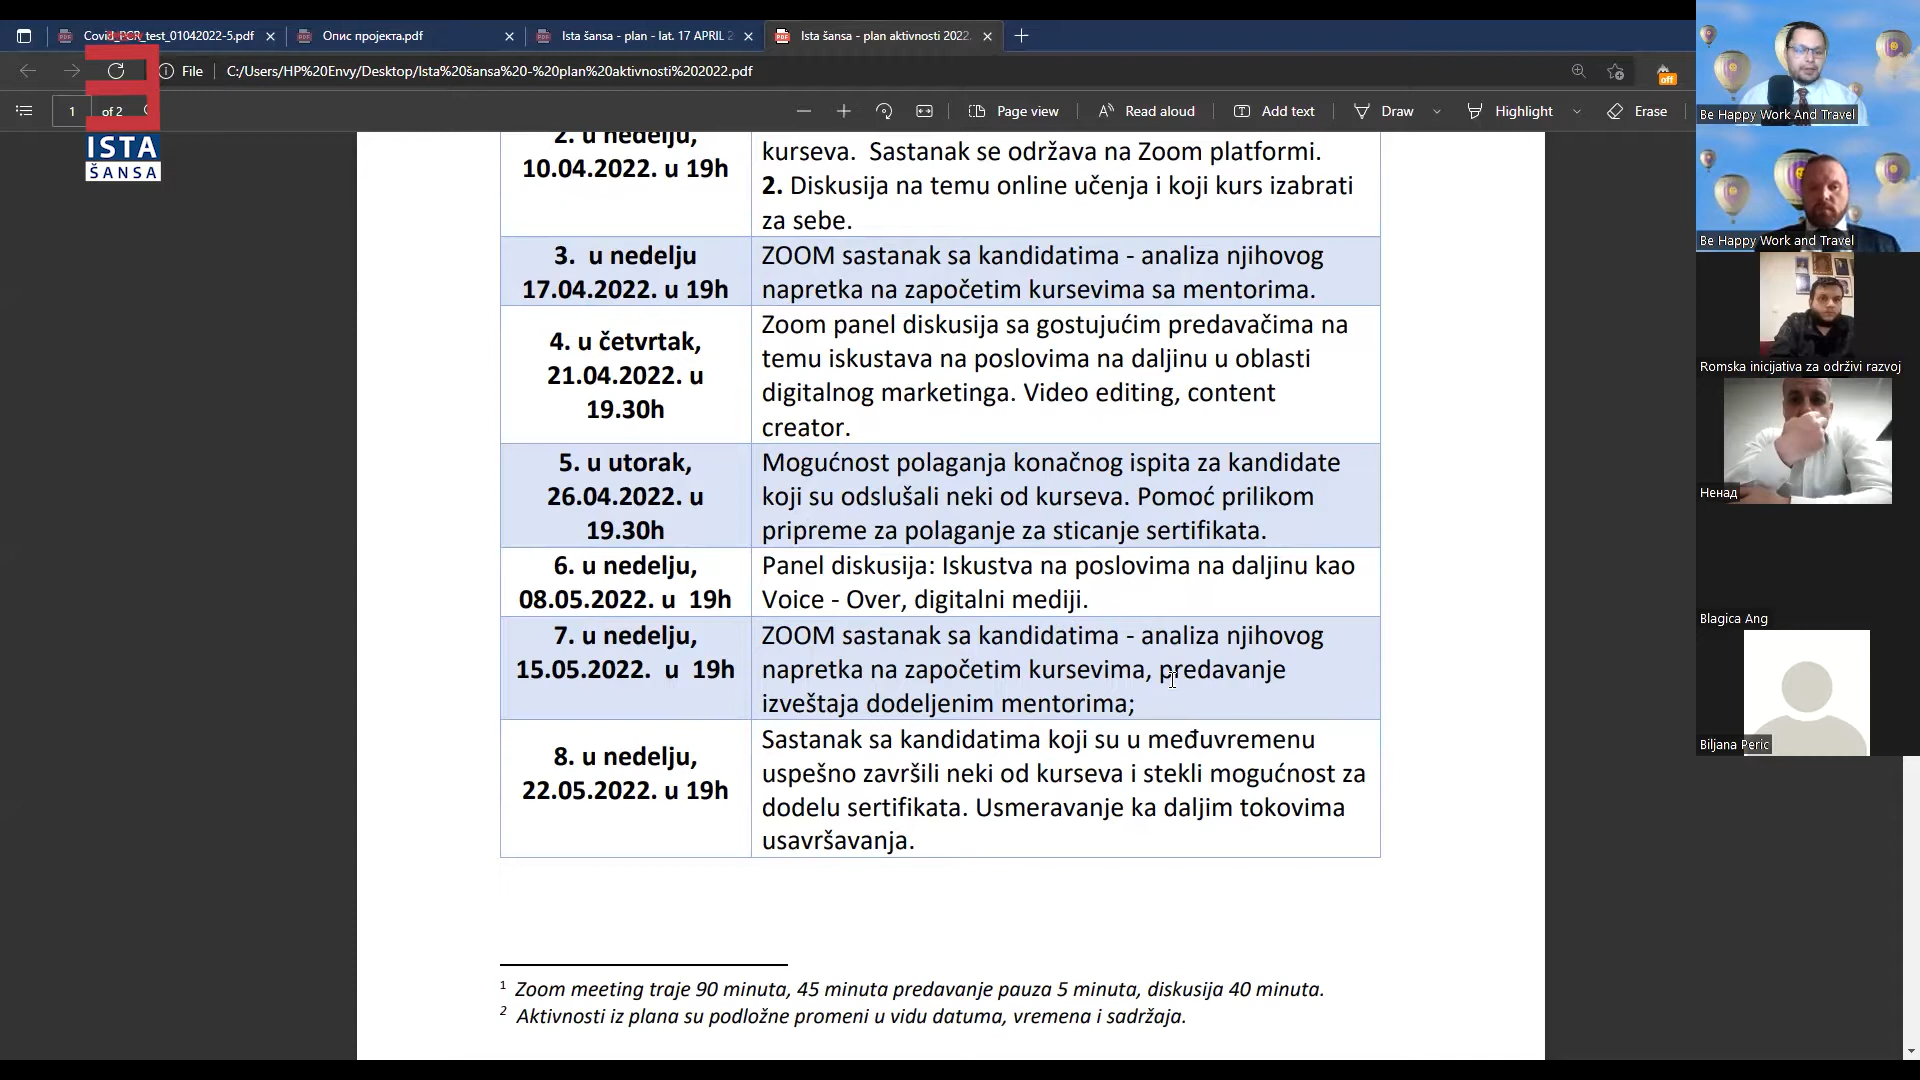 Covid_PCR_test_01042022-5.pdf
Опис пројекта.pdf
Ista šansa - plan - lat. 17 APRIL 2
Ista šansa - plan aktivnosti 2022.
File
C:/Users/HP%20Envy/Desktop/Ista%20šansa%20-%20plan%20aktivnosti%202022.pdf
off
1 of 2
Page view
Read aloud
Add text
Draw
Highlight
Erase
ISTA
ŠANSA
2. u nedelju,
10.04.2022. u 19h
kurseva. Sastanak se održava na Zoom platformi.
2. Diskusija na temu online učenja i koji kurs izabrati
za sebe.
3. u nedelju
17.04.2022. u 19h
ZOOM sastanak sa kandidatima - analiza njihovog
napretka na započetim kursevima sa mentorima.
4. u četvrtak,
21.04.2022. u
19.30h
Zoom panel diskusija sa gostujućim predavačima na
temu iskustava na poslovima na daljinu u oblasti
digitalnog marketinga. Video editing, content
creator.
5. u utorak,
26.04.2022. u
19.30h
Mogućnost polaganja konačnog ispita za kandidate
koji su odslušali neki od kurseva. Pomoć prilikom
pripreme za polaganje za sticanje sertifikata.
6. u nedelju,
08.05.2022. u 19h
Panel diskusija: Iskustva na poslovima na daljinu kao
Voice - Over, digitalni mediji.
7. u nedelju,
15.05.2022. u 19h
ZOOM sastanak sa kandidatima - analiza njihovog
napretka na započetim kursevima, predavanje
izveštaja dodeljenim mentorima;
8. u nedelju,
22.05.2022. u 19h
Sastanak sa kandidatima koji su u međuvremenu
uspešno završili neki od kurseva i stekli mogućnost za
dodelu sertifikata. Usmeravanje ka daljim tokovima
usavršavanja.
1 Zoom meeting traje 90 minuta, 45 minuta predavanje pauza 5 minuta, diskusija 40 minuta.
2 Aktivnosti iz plana su podložne promeni u vidu datuma, vremena i sadržaja.
Be Happy Work And Travel
Be Happy Work and Travel
Romska inicijativa za održivi razvoj
Ненад
Blagica Ang
Biljana Peric